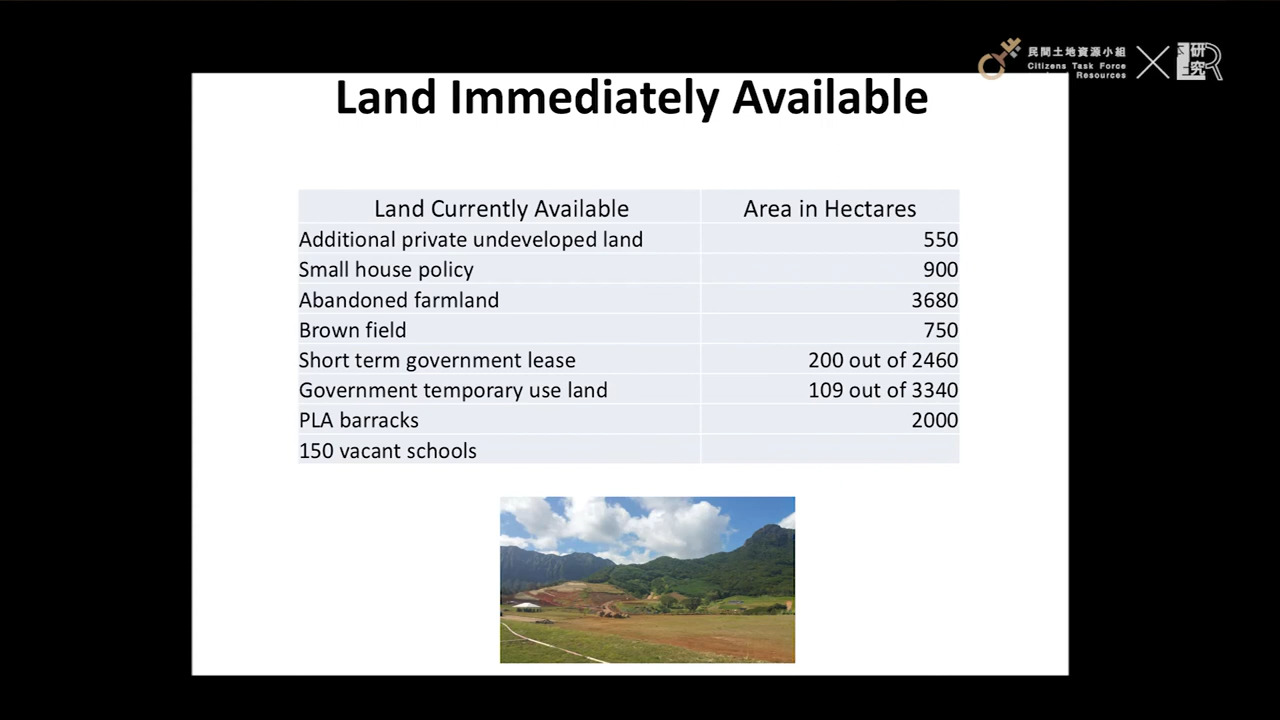 民間土地資源小組
Citizens Task Force
Resources
研
究
Land Immediately Available
Land Currently Available Area in Hectares
Additional private undeveloped land 550
Small house policy 900
Abandoned farmland 3680
Brown field 750
Short term government lease 200 out of 2460
Government temporary use land 109 out of 3340
PLA barracks 2000
150 vacant schools